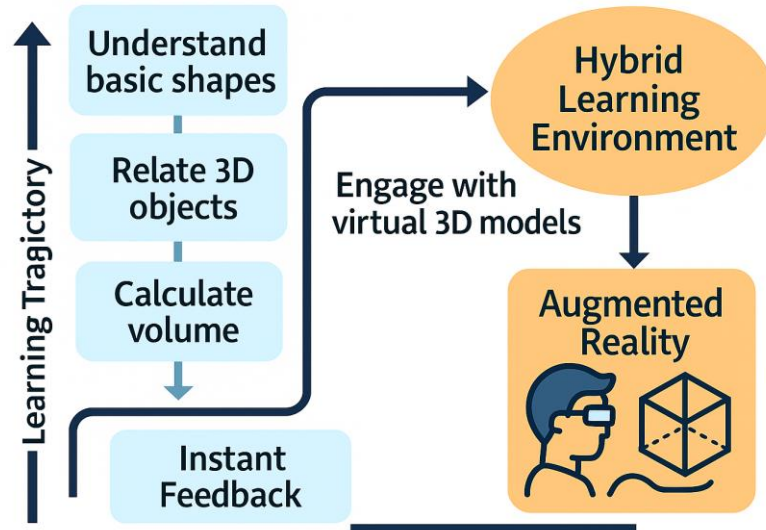 Learning Tragictory
Understand
basic shapes
Relate 3D
objects
Calculate
volume
Instant
Feedback
Engage with
virtual 3D models
Hybrid
Learning
Environment
Augmented
Reality